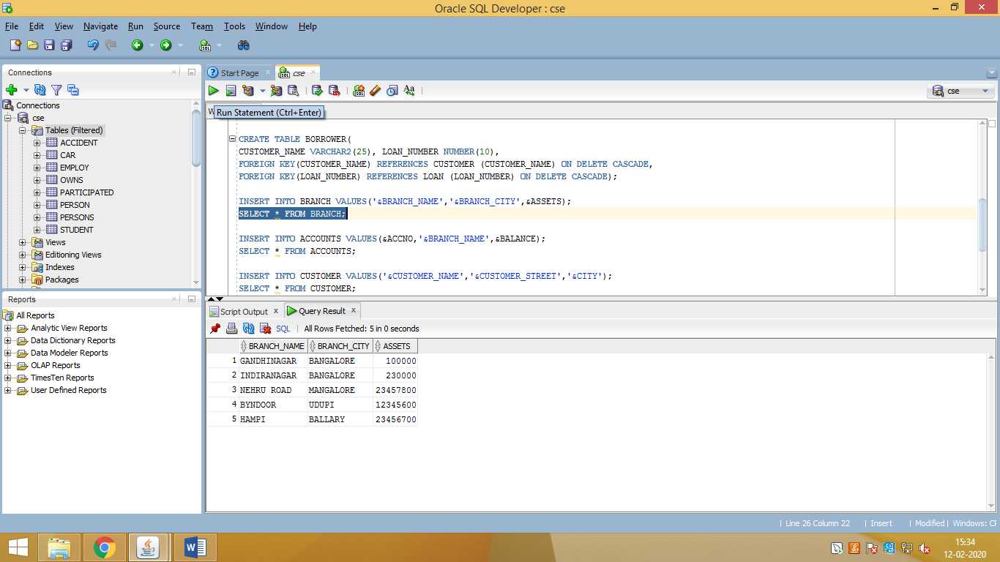 Oracle SQL Developer : cse
File Edit View Navigate Run Source Team Tools Window Help
Connections
Connections
cse
Tables (Filtered)
ACCIDENT
CAR
EMPLOY
OWNS
PARTICIPATED
PERSON
PERSONS
STUDENT
Views
Editioning Views
Indexes
Packages
Reports
All Reports
Analytic View Reports
Data Dictionary Reports
Data Modeler Reports
OLAP Reports
TimesTen Reports
User Defined Reports
Start Page cse
cse
Run Statement (Ctrl+Enter)
CREATE TABLE BORROWER(
CUSTOMER_NAME VARCHAR2(25), LOAN_NUMBER NUMBER(10),
FOREIGN KEY(CUSTOMER_NAME) REFERENCES CUSTOMER (CUSTOMER_NAME) ON DELETE CASCADE,
FOREIGN KEY(LOAN_NUMBER) REFERENCES LOAN (LOAN_NUMBER) ON DELETE CASCADE);
INSERT INTO BRANCH VALUES('&BRANCH_NAME','&BRANCH_CITY',&ASSETS);
SELECT * FROM BRANCH;
INSERT INTO ACCOUNTS VALUES(&ACCNO,'&BRANCH_NAME',&BALANCE);
SELECT * FROM ACCOUNTS;
INSERT INTO CUSTOMER VALUES('&CUSTOMER_NAME','&CUSTOMER_STREET','&CITY');
SELECT * FROM CUSTOMER;
Script Output x Query Result x
SQL | All Rows Fetched: 5 in 0 seconds
BRANCH_NAME BRANCH_CITY ASSETS
1 GANDHINAGAR BANGALORE 100000
2 INDIRANAGAR BANGALORE 230000
3 NEHRU ROAD MANGALORE 23457800
4 BYNDOOR UDUPI 12345600
5 HAMPI BALLARY 23456700
| Line 26 Column 22 | Insert | Modified | Windows: CF
15:34
12-02-2020